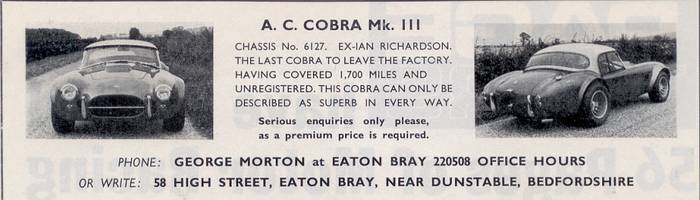 A. C. COBRA Mk. III
CHASSIS No. 6127. EX-IAN RICHARDSON.
THE LAST COBRA TO LEAVE THE FACTORY.
HAVING COVERED 1,700 MILES AND
UNREGISTERED. THIS COBRA CAN ONLY BE
DESCRIBED AS SUPERB IN EVERY WAY.
Serious enquiries only please,
as a premium price is required.
PHONE: GEORGE MORTON at EATON BRAY 220508 OFFICE HOURS
OR WRITE: 58 HIGH STREET, EATON BRAY, NEAR DUNSTABLE, BEDFORDSHIRE